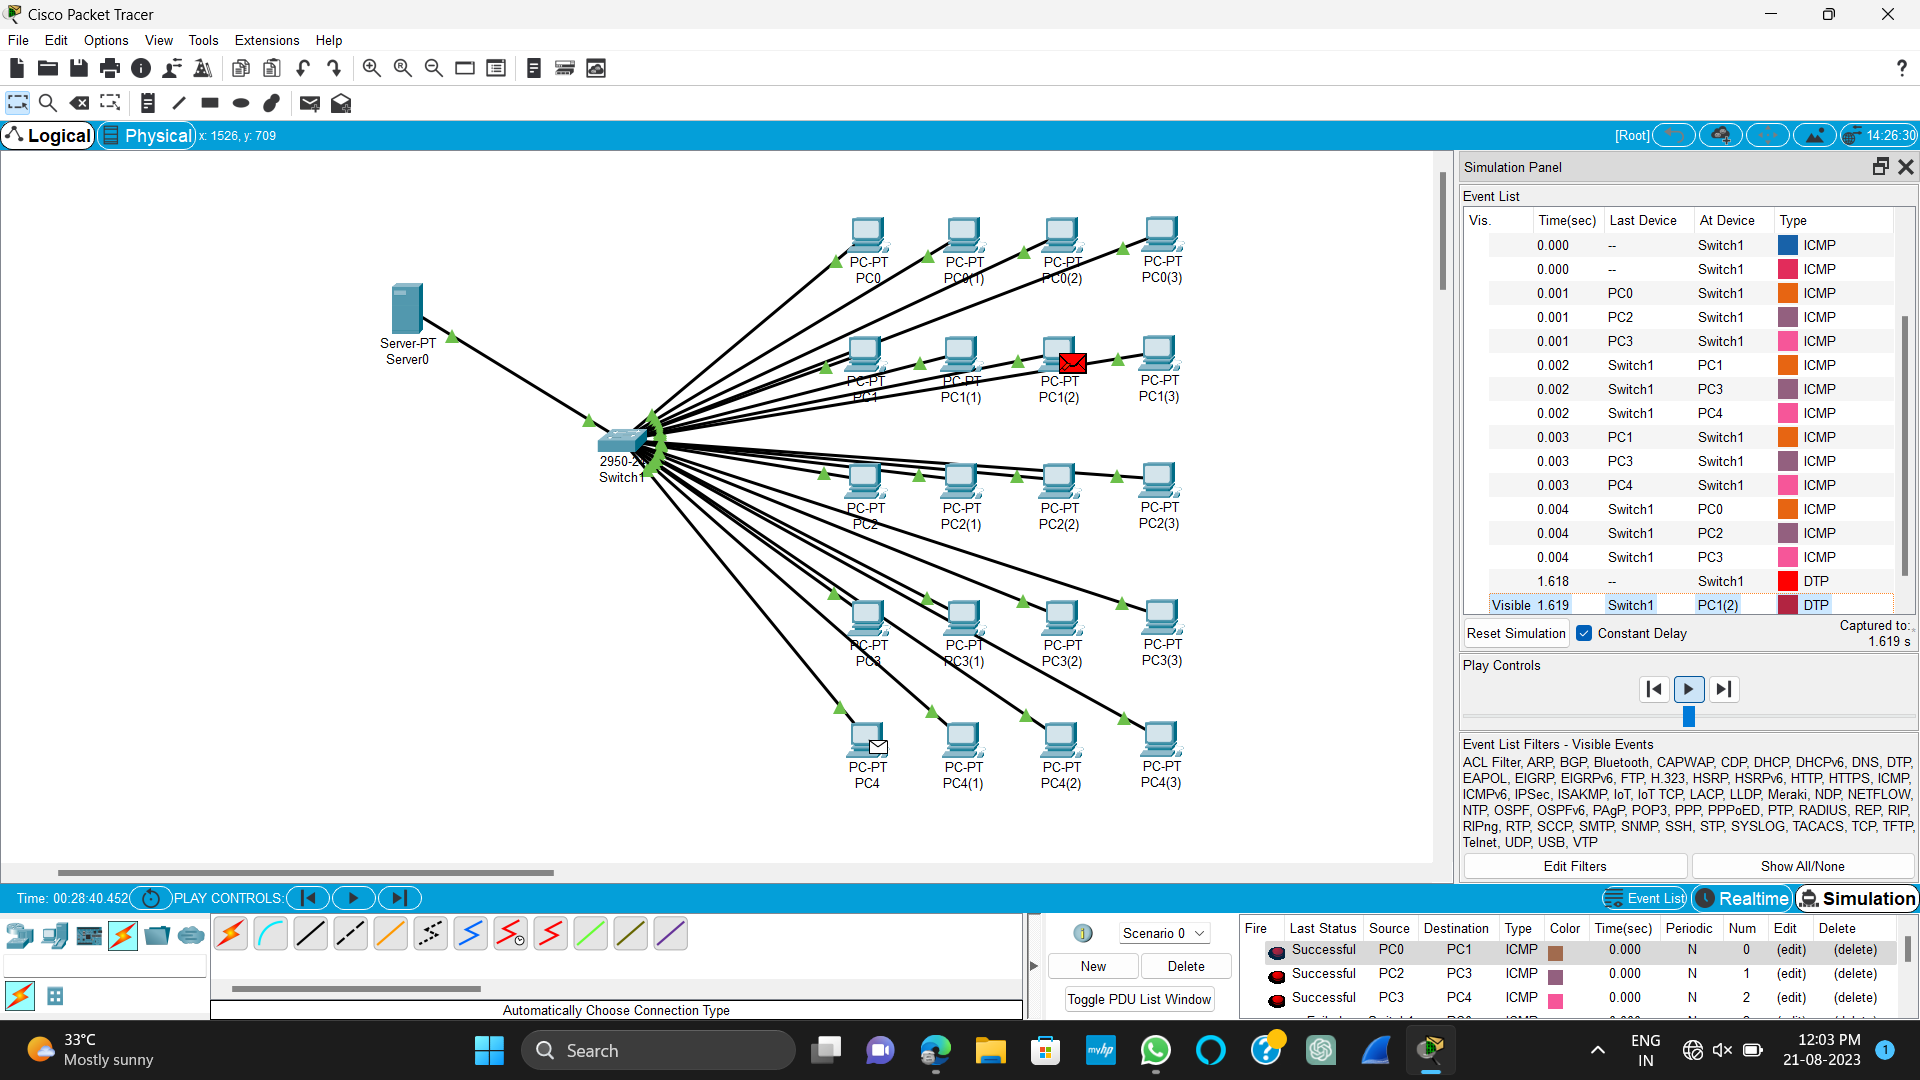 Cisco Packet Tracer
File Edit Options View Tools Extensions Help
?
Logical Physical x: 1526, y: 709 [Root] 14:26:30
PC-PT
PC0
PC-PT
PC0(1)
PC-PT
PC0(2)
PC-PT
PC0(3)
Server-PT
Server0
PC-PT
PC1
PC-PT
PC1(1)
PC-PT
PC1(2)
PC-PT
PC1(3)
2950-2
Switch1
PC-PT
PC2
PC-PT
PC2(1)
PC-PT
PC2(2)
PC-PT
PC2(3)
PC-PT
PC3
PC-PT
PC3(1)
PC-PT
PC3(2)
PC-PT
PC3(3)
PC-PT
PC4
PC-PT
PC4(1)
PC-PT
PC4(2)
PC-PT
PC4(3)
Simulation Panel
Event List
Vis. Time(sec) Last Device At Device Type
0.000 -- Switch1 ICMP
0.000 -- Switch1 ICMP
0.001 PC0 Switch1 ICMP
0.001 PC2 Switch1 ICMP
0.001 PC3 Switch1 ICMP
0.002 Switch1 PC1 ICMP
0.002 Switch1 PC3 ICMP
0.002 Switch1 PC4 ICMP
0.003 PC1 Switch1 ICMP
0.003 PC3 Switch1 ICMP
0.003 PC4 Switch1 ICMP
0.004 Switch1 PC0 ICMP
0.004 Switch1 PC2 ICMP
0.004 Switch1 PC3 ICMP
1.618 -- Switch1 DTP
Visible 1.619 Switch1 PC1(2) DTP
Reset Simulation Constant Delay Captured to:
1.619 s
Play Controls
Event List Filters - Visible Events
ACL Filter, ARP, BGP, Bluetooth, CAPWAP, CDP, DHCP, DHCPv6, DNS, DTP,
EAPOL, EIGRP, EIGRPv6, FTP, H.323, HSRP, HSRPv6, HTTP, HTTPS, ICMP,
ICMPv6, IPSec, ISAKMP, IoT, IoT TCP, LACP, LLDP, Meraki, NDP, NETFLOW,
NTP, OSPF, OSPFv6, PAgP, POP3, PPP, PPPoED, PTP, RADIUS, REP, RIP,
RIPng, RTP, SCCP, SMTP, SNMP, SSH, STP, SYSLOG, TACACS, TCP, TFTP,
Telnet, UDP, USB, VTP
Edit Filters Show All/None
Time: 00:28:40.452 PLAY CONTROLS: Event List Realtime Simulation
Automatically Choose Connection Type
Scenario 0
New Delete
Toggle PDU List Window
Fire Last Status Source Destination Type Color Time(sec) Periodic Num Edit Delete
Successful PC0 PC1 ICMP 0.000 N 0 (edit) (delete)
Successful PC2 PC3 ICMP 0.000 N 1 (edit) (delete)
Successful PC3 PC4 ICMP 0.000 N 2 (edit) (delete)
33°C
Mostly sunny
Search
myhp
ENG
IN
12:03 PM
21-08-2023
1